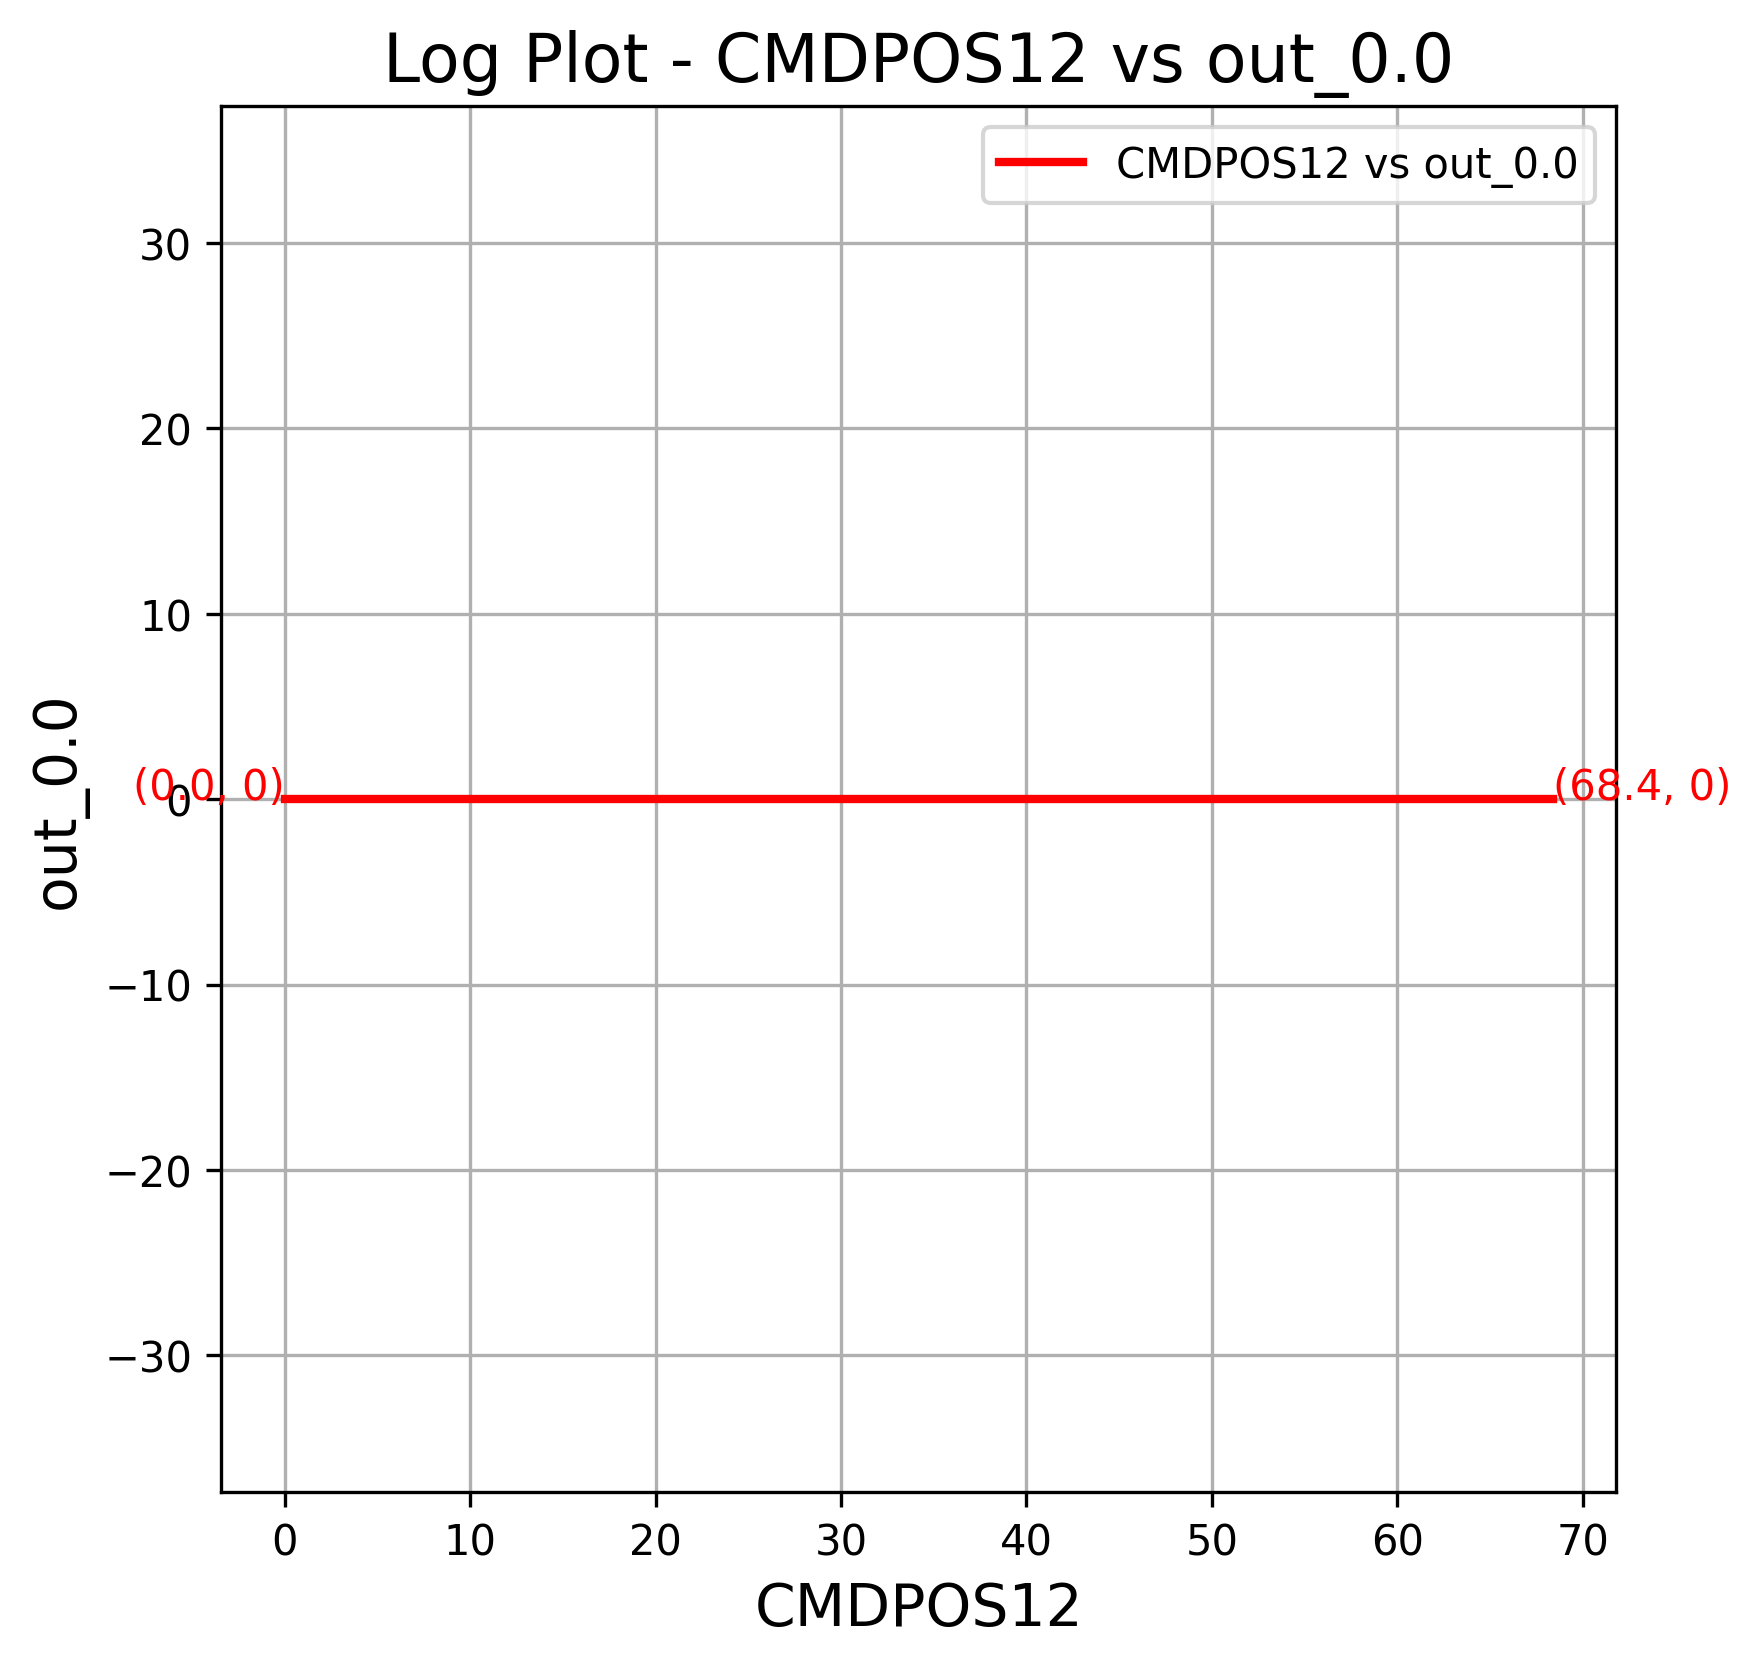 Log Plot - CMDPOS12 vs out_0.0
CMDPOS12 vs out_0.0
30
20
10
0
−10
−20
−30
out_0.0
(0.0, 0)
(68.4, 0)
0 10 20 30 40 50 60 70
CMDPOS12